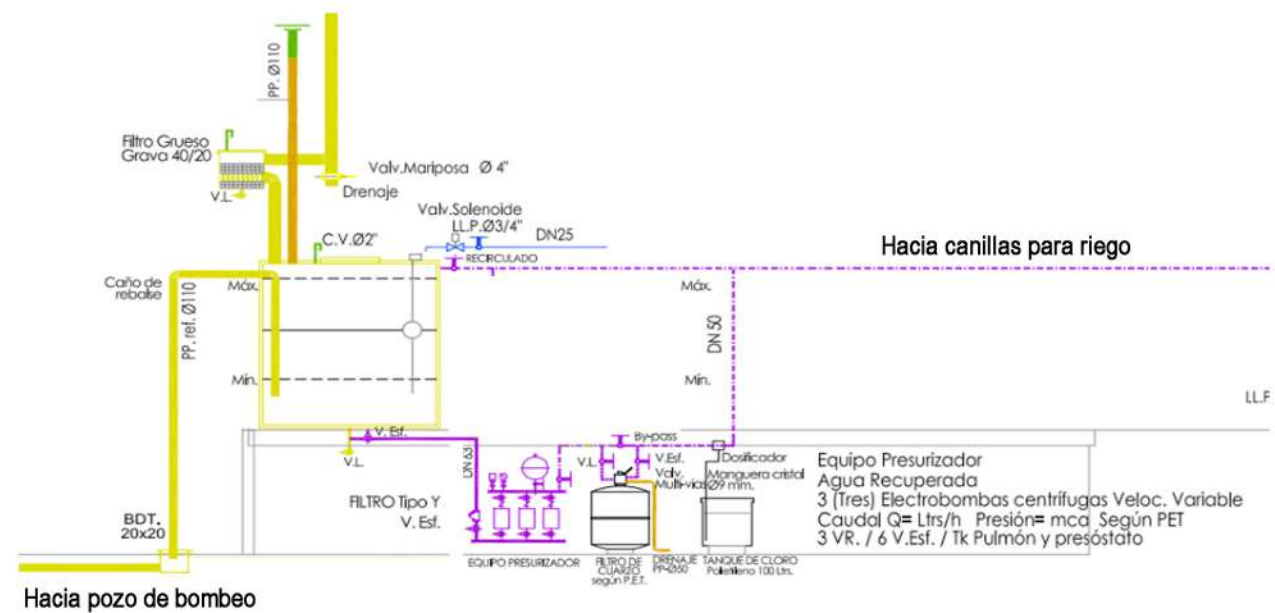 PP. Ø110
Filtro Grueso
Grava 40/20
V.L.
Valv.Mariposa Ø 4"
Drenaje
Valv.Solenoide
LL.P.Ø3/4"
DN25
C.V.Ø2"
RECIRCULADO
Hacia canillas para riego
Caño de
rebalse
PP. ref. Ø110
Máx.
Mín.
Máx.
DN 50
Mín.
LL.P
V. Esf.
V.L.
DN 63
FILTRO Tipo Y
V. Esf.
By-pass
V.L.
V.Esf.
Valv.
Multi-vias
Dosificador
Manguera cristal
Ø9 mm.
Equipo Presurizador
Agua Recuperada
3 (Tres) Electrobombas centrífugas Veloc. Variable
Caudal Q= Ltrs/h Presión= mca Según PET
3 VR. / 6 V.Esf. / Tk Pulmón y presóstato
BDT.
20x20
EQUIPO PRESURIZADOR
FILTRO DE
CUARZO
según P.E.T.
DRENAJE
PP-Ø50
TANQUE DE CLORO
Polietileno 100 Ltrs.
Hacia pozo de bombeo